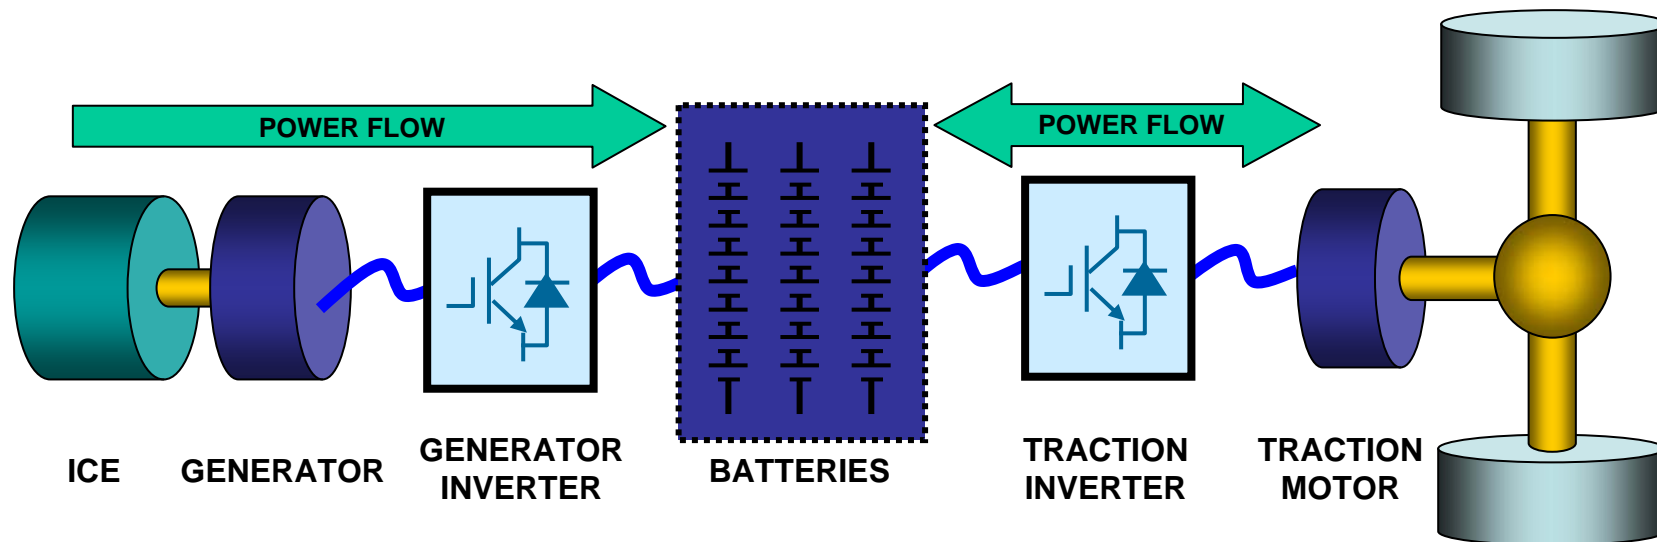 POWER FLOW
POWER FLOW
ICE
GENERATOR
GENERATOR
INVERTER
BATTERIES
TRACTION
INVERTER
TRACTION
MOTOR